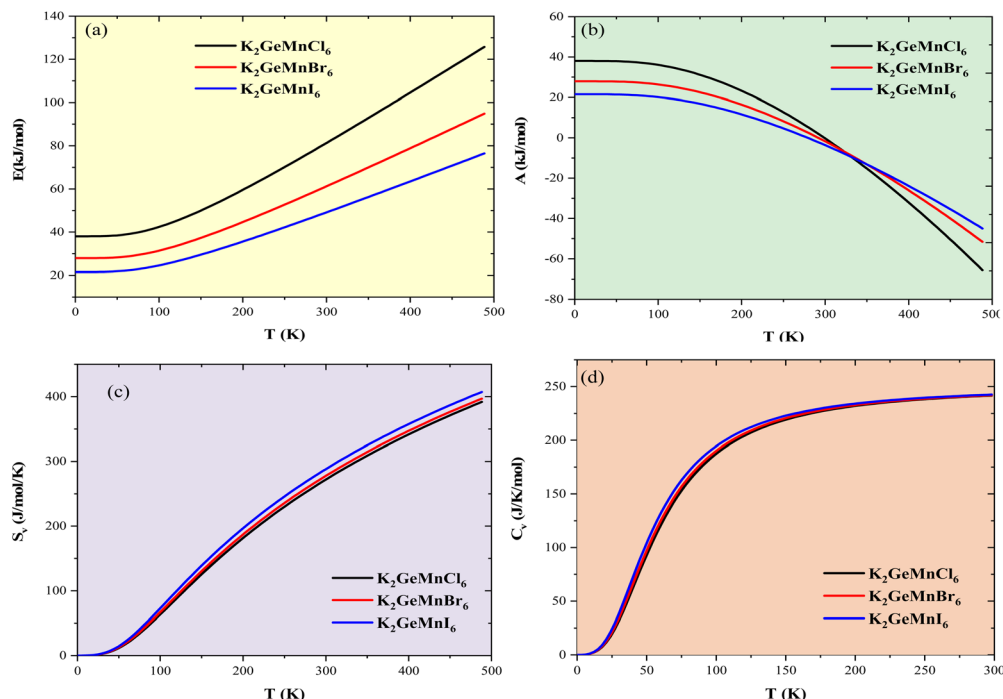 (a)
K₂GeMnCl₆
K₂GeMnBr₆
K₂GeMnI₆
140
120
100
80
60
40
20
E(kJ/mol)
0
100
200
300
400
500
T (K)
(b)
K₂GeMnCl₆
K₂GeMnBr₆
K₂GeMnI₆
60
40
20
0
-20
-40
-60
-80
A (kJ/mol)
0
100
200
300
400
500
T (K)
(c)
400
300
200
100
0
Sᵥ (J/mol/K)
K₂GeMnCl₆
K₂GeMnBr₆
K₂GeMnI₆
0
100
200
300
400
500
T (K)
(d)
250
200
150
100
50
0
Cᵥ (J/K/mol)
K₂GeMnCl₆
K₂GeMnBr₆
K₂GeMnI₆
0
50
100
150
200
250
300
T (K)